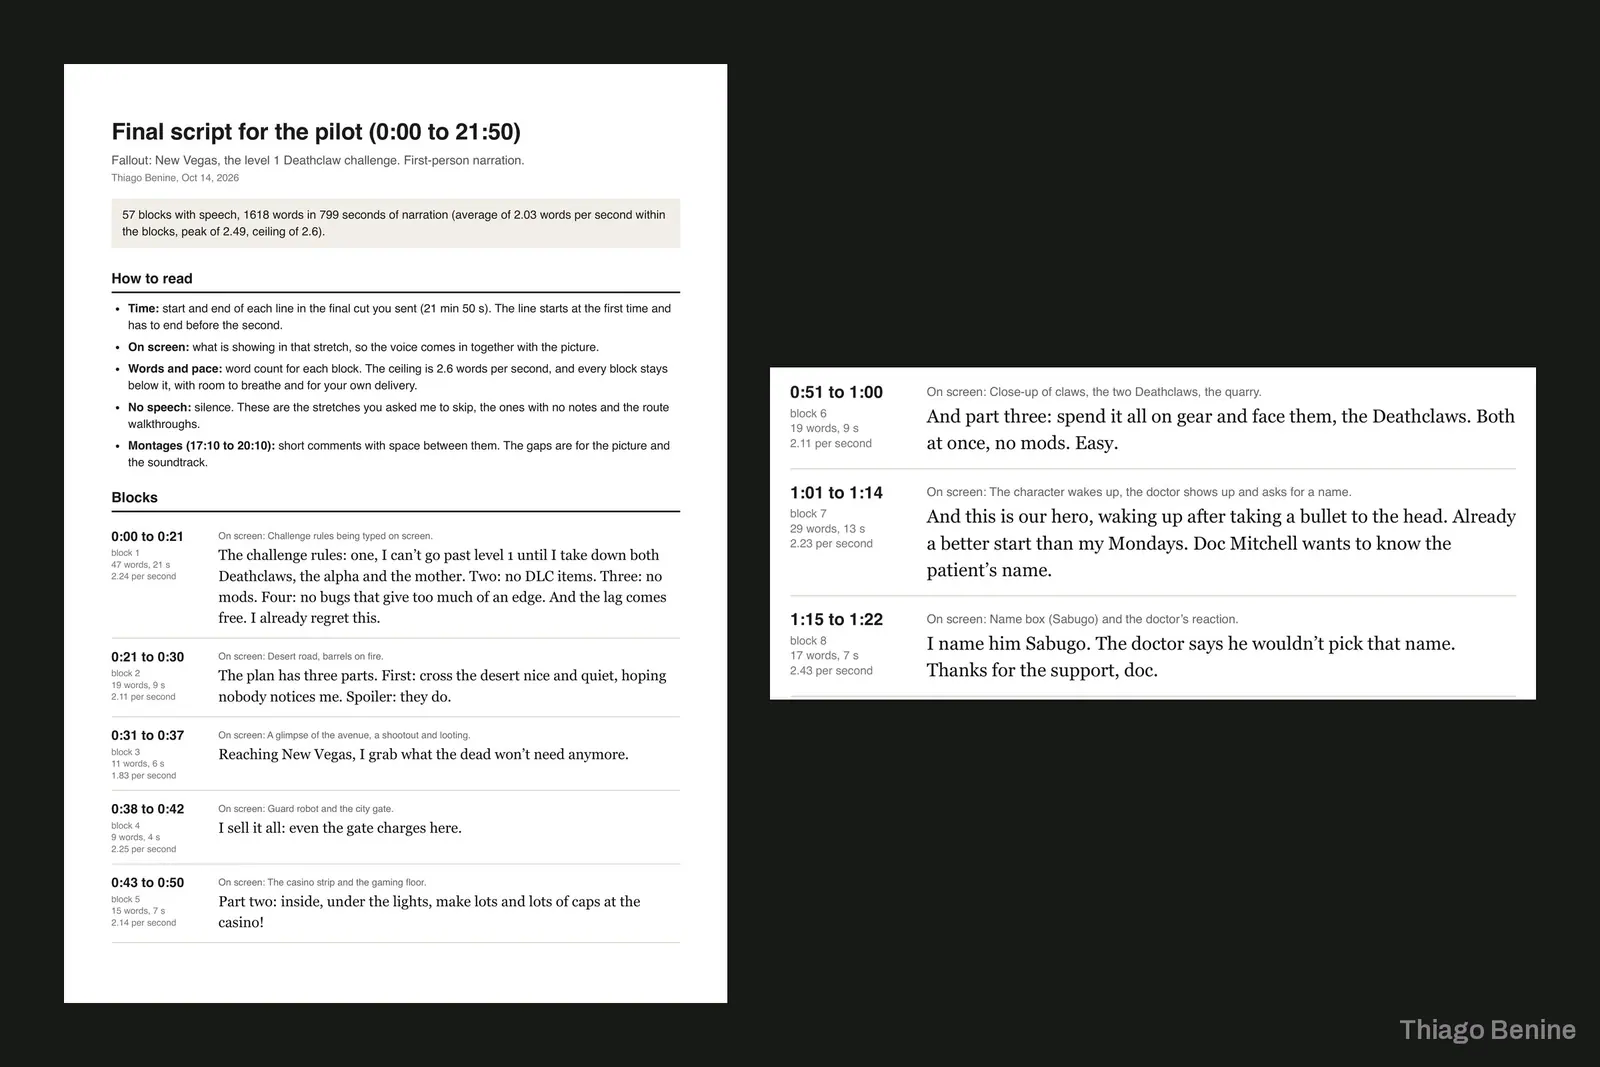 Final script for the pilot (0:00 to 21:50)
Fallout: New Vegas, the level 1 Deathclaw challenge. First-person narration.
Thiago Benine, Oct 14, 2026
57 blocks with speech, 1618 words in 799 seconds of narration (average of 2.03 words per second within
the blocks, peak of 2.49, ceiling of 2.6).
How to read
• Time: start and end of each line in the final cut you sent (21 min 50 s). The line starts at the first time and
has to end before the second.
• On screen: what is showing in that stretch, so the voice comes in together with the picture.
• Words and pace: word count for each block. The ceiling is 2.6 words per second, and every block stays
below it, with room to breathe and for your own delivery.
• No speech: silence. These are the stretches you asked me to skip, the ones with no notes and the route
walkthroughs.
• Montages (17:10 to 20:10): short comments with space between them. The gaps are for the picture and
the soundtrack.
Blocks
0:00 to 0:21
block 1
47 words, 21 s
2.24 per second
On screen: Challenge rules being typed on screen.
The challenge rules: one, I can’t go past level 1 until I take down both
Deathclaws, the alpha and the mother. Two: no DLC items. Three: no
mods. Four: no bugs that give too much of an edge. And the lag comes
free. I already regret this.
0:21 to 0:30
block 2
19 words, 9 s
2.11 per second
On screen: Desert road, barrels on fire.
The plan has three parts. First: cross the desert nice and quiet, hoping
nobody notices me. Spoiler: they do.
0:31 to 0:37
block 3
11 words, 6 s
1.83 per second
On screen: A glimpse of the avenue, a shootout and looting.
Reaching New Vegas, I grab what the dead won’t need anymore.
0:38 to 0:42
block 4
9 words, 4 s
2.25 per second
On screen: Guard robot and the city gate.
I sell it all: even the gate charges here.
0:43 to 0:50
block 5
15 words, 7 s
2.14 per second
On screen: The casino strip and the gaming floor.
Part two: inside, under the lights, make lots and lots of caps at the
casino!
0:51 to 1:00
block 6
19 words, 9 s
2.11 per second
On screen: Close-up of claws, the two Deathclaws, the quarry.
And part three: spend it all on gear and face them, the Deathclaws. Both
at once, no mods. Easy.
1:01 to 1:14
block 7
29 words, 13 s
2.23 per second
On screen: The character wakes up, the doctor shows up and asks for a name.
And this is our hero, waking up after taking a bullet to the head. Already
a better start than my Mondays. Doc Mitchell wants to know the
patient’s name.
1:15 to 1:22
block 8
17 words, 7 s
2.43 per second
On screen: Name box (Sabugo) and the doctor’s reaction.
I name him Sabugo. The doctor says he wouldn’t pick that name.
Thanks for the support, doc.
Thiago Benine